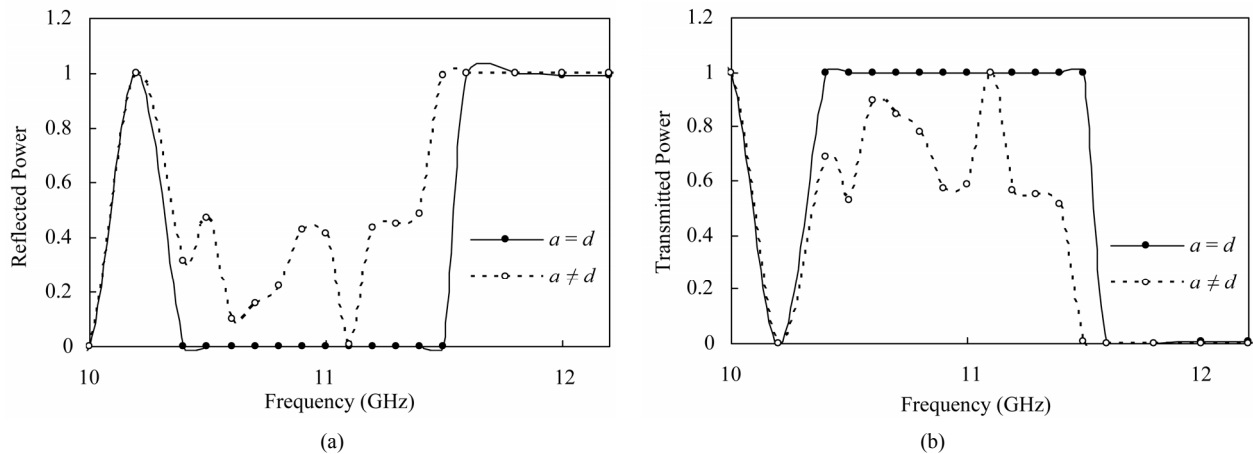 1.2
1
0.8
0.6
0.4
0.2
0
Reflected Power
a = d
a ≠ d
10
11
12
Frequency (GHz)
(a)
1.2
1
0.8
0.6
0.4
0.2
0
Transmitted Power
a = d
a ≠ d
10
11
12
Frequency (GHz)
(b)